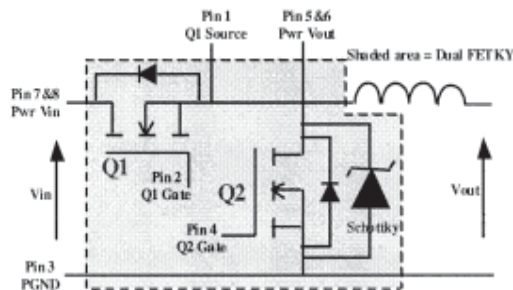 Pin 1
Q1 Source
Pin 5&6
Pwr Vout
Shaded area = Dual FETKY
Pin 7&8
Pwr Vin
Q1
Pin 2
Q1 Gate
Q2
Vin
Pin 4
Q2 Gate
Schottky
Vout
Pin 3
PGND